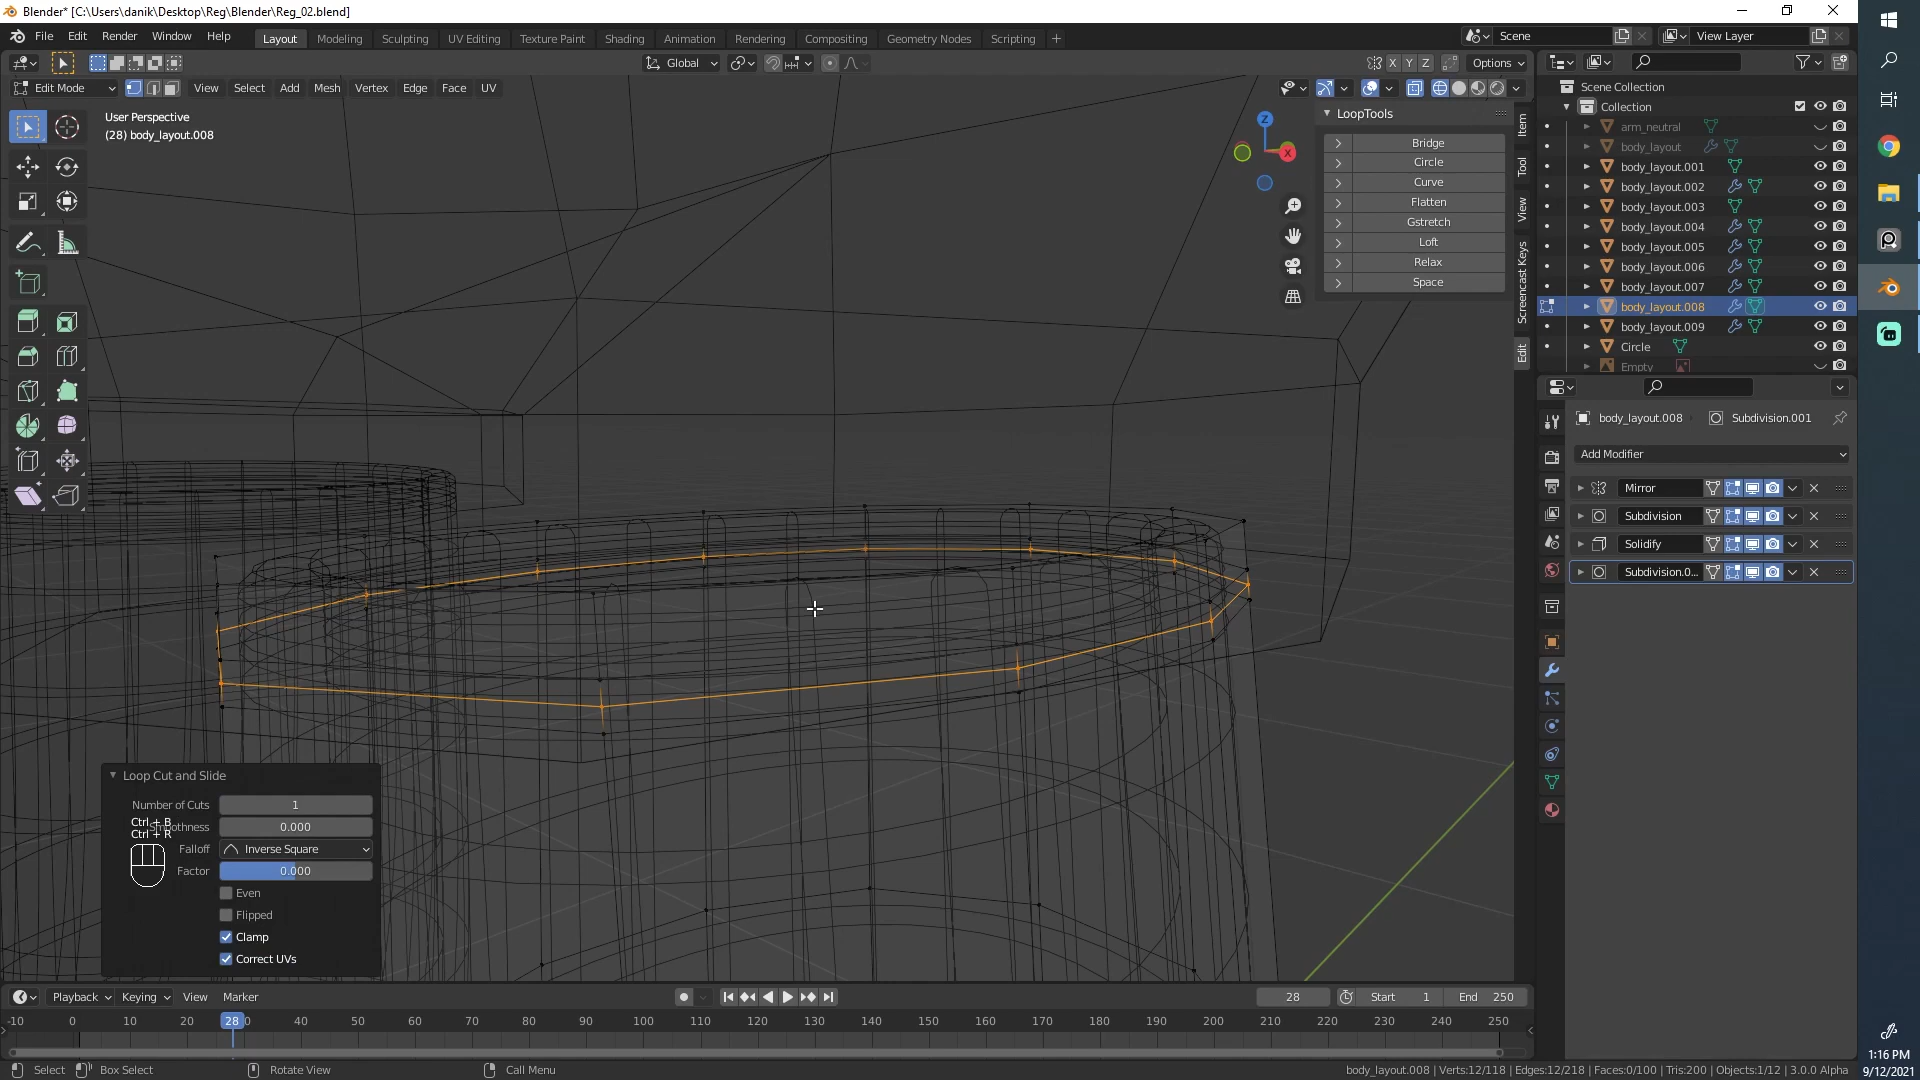 Blender* [C:\Users\danik\Desktop\Reg\Blender\Reg_02.blend]
File Edit Render Window Help Layout Modeling Sculpting UV Editing Texture Paint Shading Animation Rendering Compositing Geometry Nodes Scripting
Scene View Layer
Global X Y Z Options
Edit Mode View Select Add Mesh Vertex Edge Face UV
User Perspective
(28) body_layout.008
Z
X
LoopTools
Bridge
Circle
Curve
Flatten
Gstretch
Loft
Relax
Space
Item
Tool
View
Screencast Keys
Edit
Scene Collection
Collection
arm_neutral
body_layout
body_layout.001
body_layout.002
body_layout.003
body_layout.004
body_layout.005
body_layout.006
body_layout.007
body_layout.008
body_layout.009
Circle
Empty
body_layout.008 Subdivision.001
Add Modifier
Mirror
Subdivision
Solidify
Subdivision.0...
Loop Cut and Slide
Number of Cuts 1
Ctrl + B
Ctrl + R
Smoothness 0.000
Falloff Inverse Square
Factor 0.000
Even
Flipped
Clamp
Correct UVs
Playback Keying View Marker 28 Start 1 End 250
-10 0 10 20 28 40 50 60 70 80 90 100 110 120 130 140 150 160 170 180 190 200 210 220 230 240 250
Select Box Select Rotate View Call Menu
body_layout.008 | Verts:12/118 | Edges:12/218 | Faces:0/100 | Tris:200 | Objects:1/12 | 3.0.0 Alpha
1:16 PM
9/12/2021